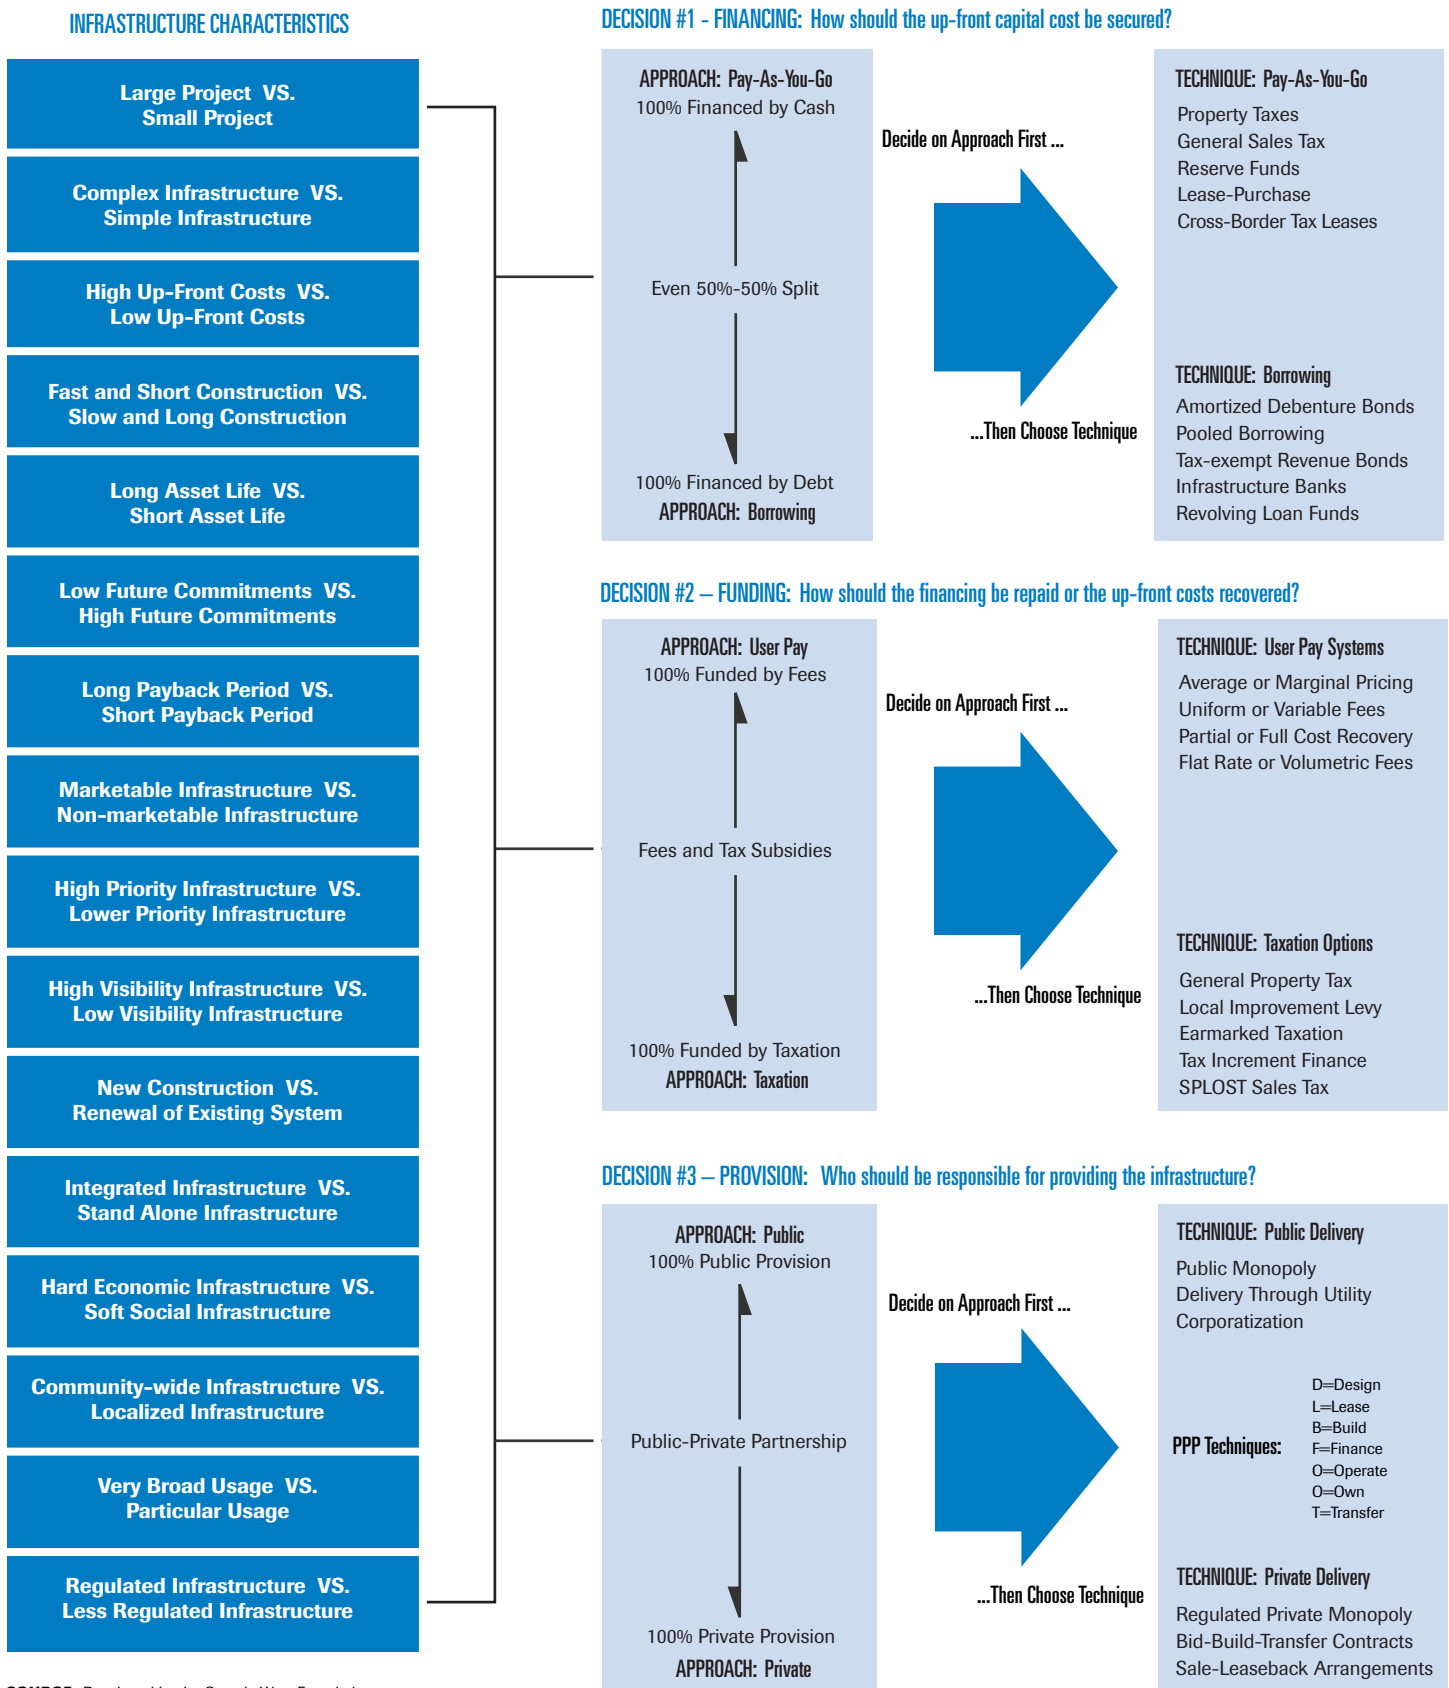 INFRASTRUCTURE CHARACTERISTICS
Large Project VS.
Small Project
Complex Infrastructure VS.
Simple Infrastructure
High Up-Front Costs VS.
Low Up-Front Costs
Fast and Short Construction VS.
Slow and Long Construction
Long Asset Life VS.
Short Asset Life
Low Future Commitments VS.
High Future Commitments
Long Payback Period VS.
Short Payback Period
Marketable Infrastructure VS.
Non-marketable Infrastructure
High Priority Infrastructure VS.
Lower Priority Infrastructure
High Visibility Infrastructure VS.
Low Visibility Infrastructure
New Construction VS.
Renewal of Existing System
Integrated Infrastructure VS.
Stand Alone Infrastructure
Hard Economic Infrastructure VS.
Soft Social Infrastructure
Community-wide Infrastructure VS.
Localized Infrastructure
Very Broad Usage VS.
Particular Usage
Regulated Infrastructure VS.
Less Regulated Infrastructure
DECISION #1 - FINANCING: How should the up-front capital cost be secured?
APPROACH: Pay-As-You-Go
100% Financed by Cash
Even 50%-50% Split
100% Financed by Debt
APPROACH: Borrowing
Decide on Approach First ...
...Then Choose Technique
TECHNIQUE: Pay-As-You-Go
Property Taxes
General Sales Tax
Reserve Funds
Lease-Purchase
Cross-Border Tax Leases
TECHNIQUE: Borrowing
Amortized Debenture Bonds
Pooled Borrowing
Tax-exempt Revenue Bonds
Infrastructure Banks
Revolving Loan Funds
DECISION #2 – FUNDING: How should the financing be repaid or the up-front costs recovered?
APPROACH: User Pay
100% Funded by Fees
Fees and Tax Subsidies
100% Funded by Taxation
APPROACH: Taxation
Decide on Approach First ...
...Then Choose Technique
TECHNIQUE: User Pay Systems
Average or Marginal Pricing
Uniform or Variable Fees
Partial or Full Cost Recovery
Flat Rate or Volumetric Fees
TECHNIQUE: Taxation Options
General Property Tax
Local Improvement Levy
Earmarked Taxation
Tax Increment Finance
SPLOST Sales Tax
DECISION #3 – PROVISION: Who should be responsible for providing the infrastructure?
APPROACH: Public
100% Public Provision
Public-Private Partnership
100% Private Provision
APPROACH: Private
Decide on Approach First ...
...Then Choose Technique
TECHNIQUE: Public Delivery
Public Monopoly
Delivery Through Utility
Corporatization
PPP Techniques:
D=Design
L=Lease
B=Build
F=Finance
O=Operate
O=Own
T=Transfer
TECHNIQUE: Private Delivery
Regulated Private Monopoly
Bid-Build-Transfer Contracts
Sale-Leaseback Arrangements